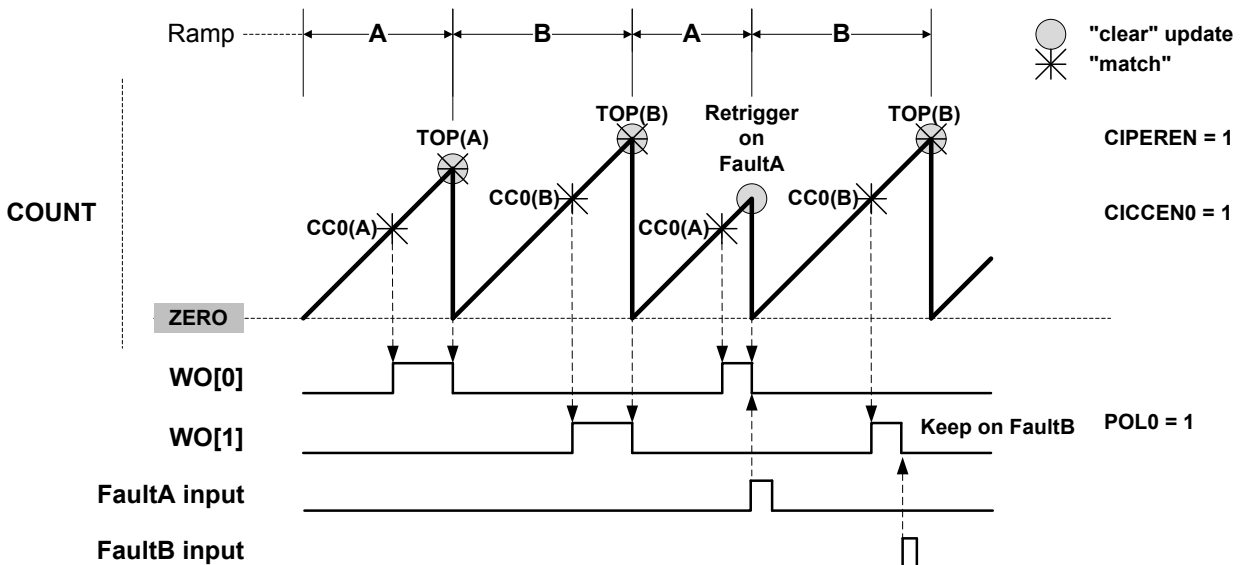 Ramp
A
B
A
B
"clear" update
"match"
TOP(A)
TOP(B)
Retrigger
on
FaultA
TOP(B)
CIPEREN = 1
COUNT
CC0(A)
CC0(B)
CC0(A)
CC0(B)
CICCEN0 = 1
ZERO
WO[0]
WO[1]
Keep on FaultB
POL0 = 1
FaultA input
FaultB input